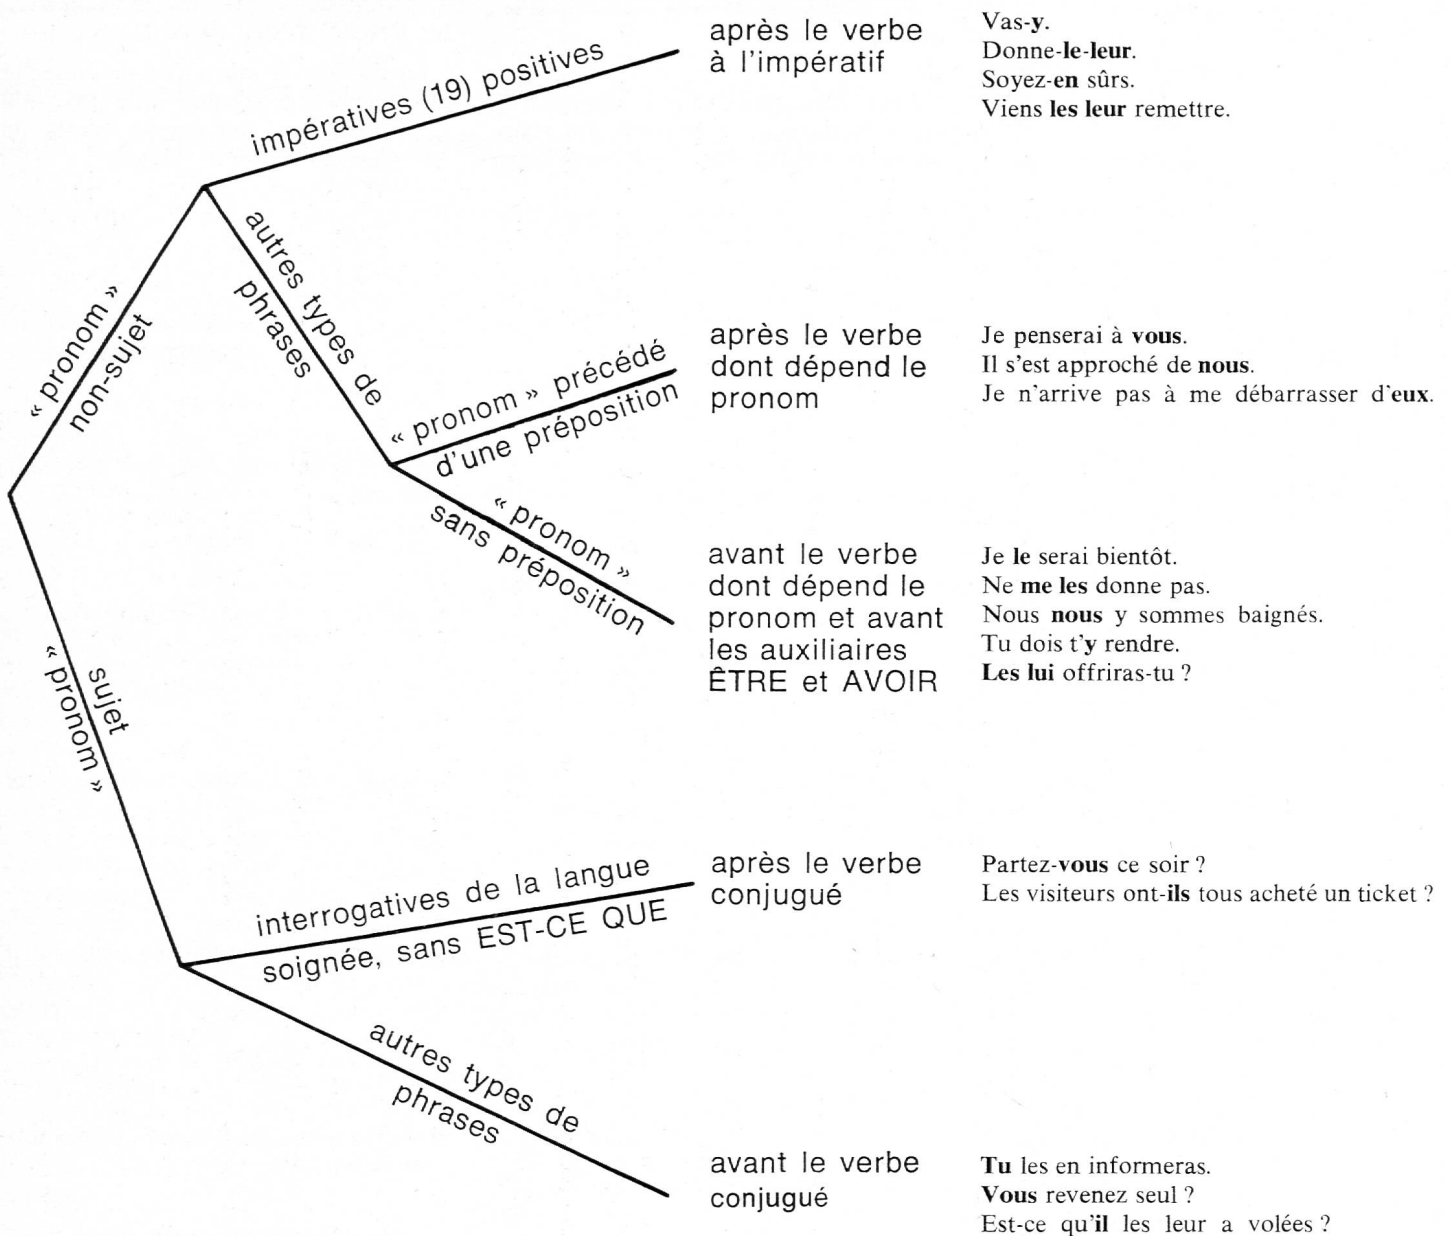 après le verbe
à l'impératif
Vas-y.
Donne-le-leur.
Soyez-en sûrs.
Viens les leur remettre.
impératives (19) positives
autres types de
phrases
« pronom »
non-sujet
« pronom » précédé
d'une préposition
après le verbe
dont dépend le
pronom
Je penserai à vous.
Il s'est approché de nous.
Je n'arrive pas à me débarrasser d'eux.
« pronom »
sans préposition
avant le verbe
dont dépend le
pronom et avant
les auxiliaires
ÊTRE et AVOIR
Je le serai bientôt.
Ne me les donne pas.
Nous nous y sommes baignés.
Tu dois t'y rendre.
Les lui offriras-tu ?
sujet
« pronom »
interrogatives de la langue
soignée, sans EST-CE QUE
après le verbe
conjugué
Partez-vous ce soir ?
Les visiteurs ont-ils tous acheté un ticket ?
autres types de
phrases
avant le verbe
conjugué
Tu les en informeras.
Vous revenez seul ?
Est-ce qu'il les leur a volées ?